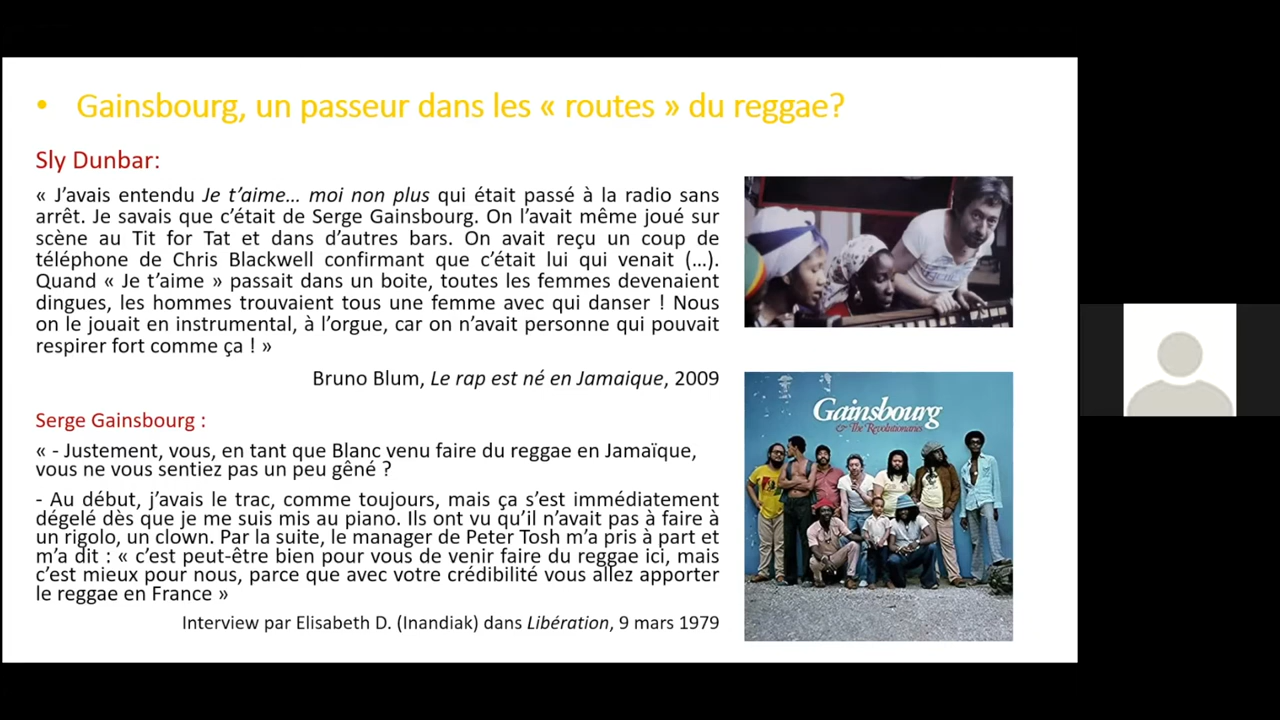 • Gainsbourg, un passeur dans les « routes » du reggae?
Sly Dunbar:
« J’avais entendu Je t’aime… moi non plus qui était passé à la radio sans
arrêt. Je savais que c’était de Serge Gainsbourg. On l’avait même joué sur
scène au Tit for Tat et dans d’autres bars. On avait reçu un coup de
téléphone de Chris Blackwell confirmant que c’était lui qui venait (…).
Quand « Je t’aime » passait dans un boite, toutes les femmes devenaient
dingues, les hommes trouvaient tous une femme avec qui danser ! Nous
on le jouait en instrumental, à l’orgue, car on n’avait personne qui pouvait
respirer fort comme ça ! »
Bruno Blum, Le rap est né en Jamaique, 2009
Serge Gainsbourg :
« - Justement, vous, en tant que Blanc venu faire du reggae en Jamaïque,
vous ne vous sentiez pas un peu gêné ?
- Au début, j’avais le trac, comme toujours, mais ça s’est immédiatement
dégelé dès que je me suis mis au piano. Ils ont vu qu’il n’avait pas à faire à
un rigolo, un clown. Par la suite, le manager de Peter Tosh m’a pris à part et
m’a dit : « c’est peut-être bien pour vous de venir faire du reggae ici, mais
c’est mieux pour nous, parce que avec votre crédibilité vous allez apporter
le reggae en France »
Interview par Elisabeth D. (Inandiak) dans Libération, 9 mars 1979
Gainsbourg
& The Revolutionaries